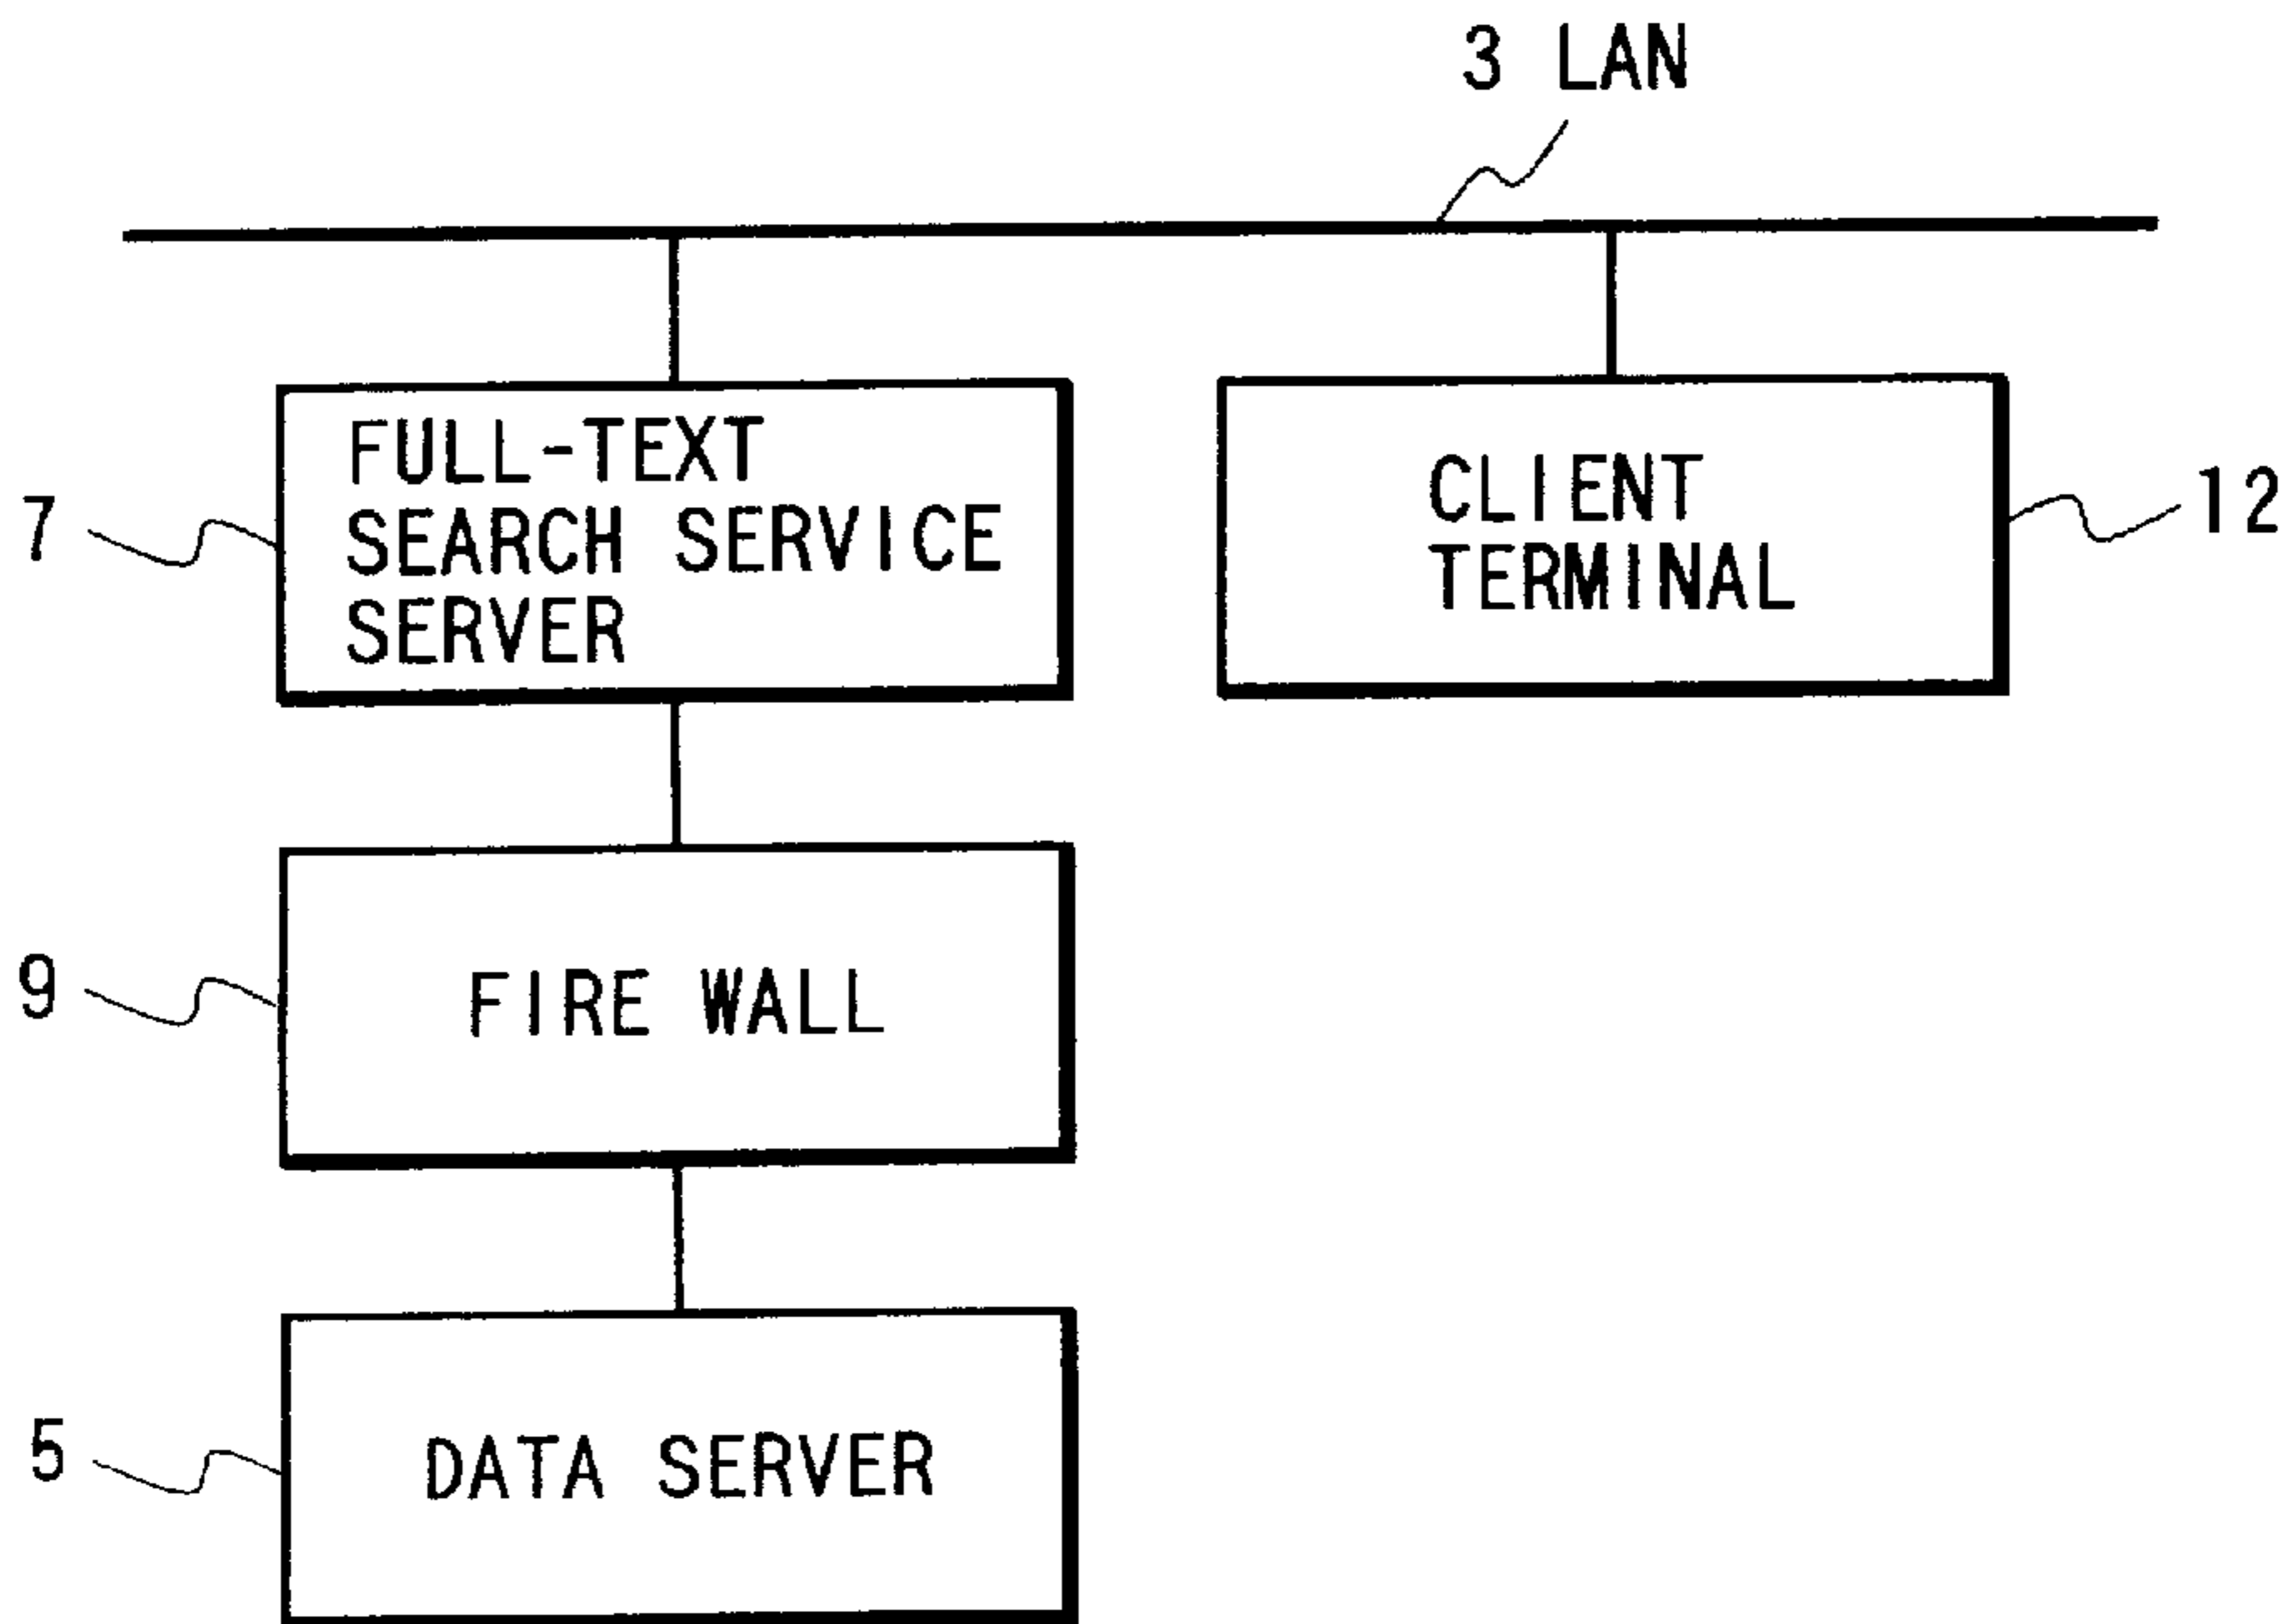 3 LAN
FULL-TEXT
SEARCH SERVICE
SERVER
7
CLIENT
TERMINAL
12
FIRE WALL
9
DATA SERVER
5